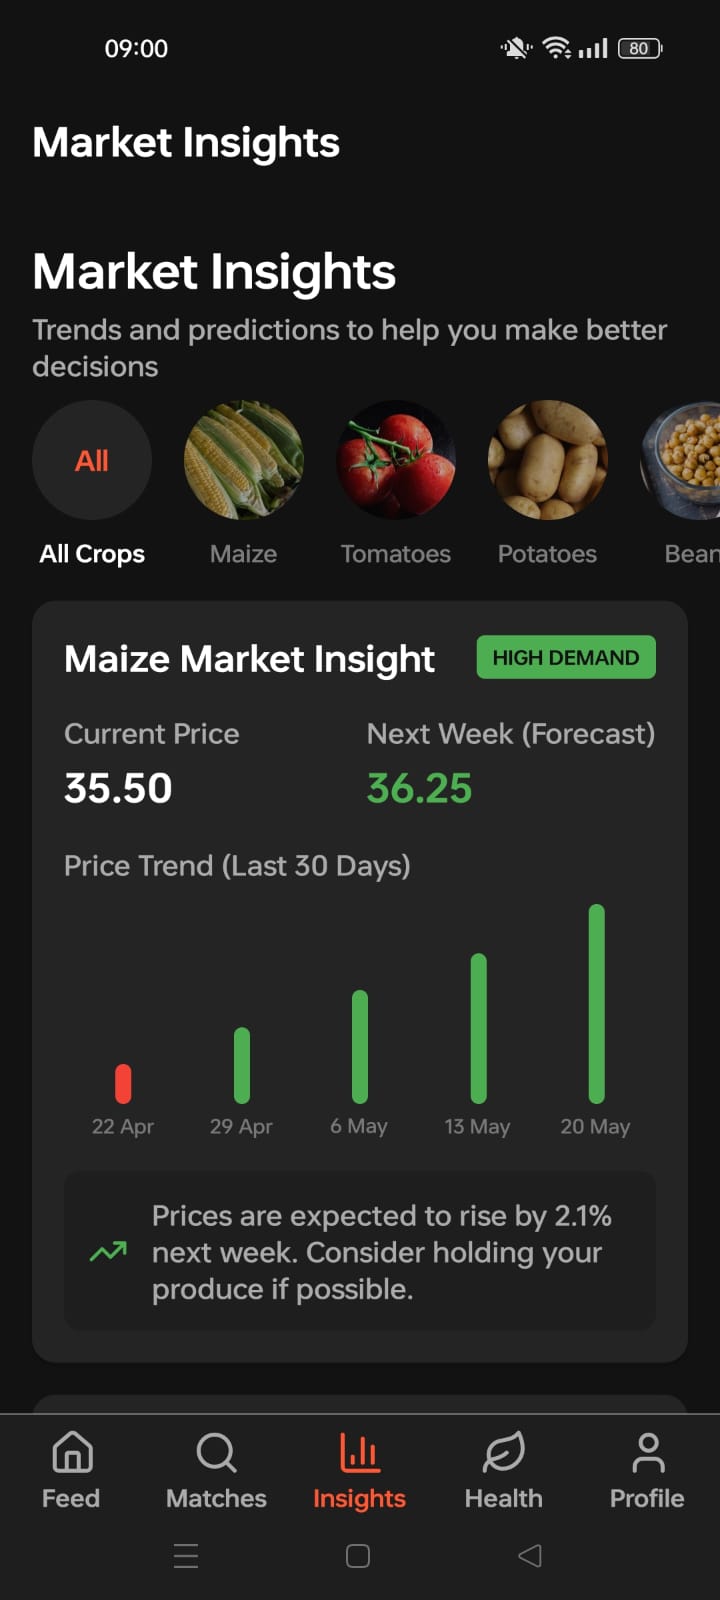 09:00
80
Market Insights
Market Insights
Trends and predictions to help you make better
decisions
All
All Crops
Maize
Tomatoes
Potatoes
Bean
Maize Market Insight
HIGH DEMAND
Current Price
Next Week (Forecast)
35.50
36.25
Price Trend (Last 30 Days)
22 Apr
29 Apr
6 May
13 May
20 May
Prices are expected to rise by 2.1%
next week. Consider holding your
produce if possible.
Feed
Matches
Insights
Health
Profile